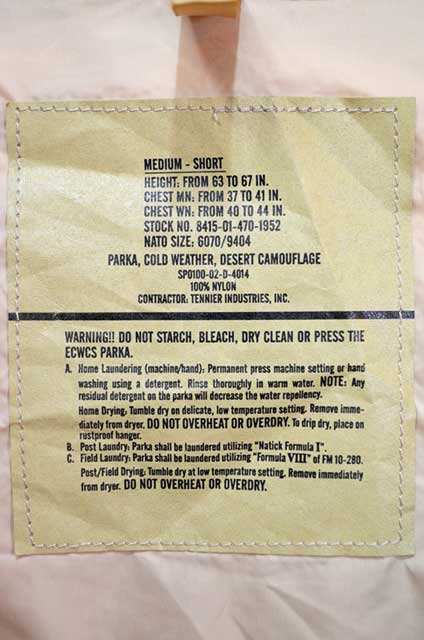 MEDIUM - SHORT
HEIGHT: FROM 63 TO 67 IN.
CHEST MN: FROM 37 TO 41 IN.
CHEST WN: FROM 40 TO 44 IN.
STOCK NO. 8415-01-470-1952
NATO SIZE: 6070/9404
PARKA, COLD WEATHER, DESERT CAMOUFLAGE
SP0100-02-D-4014
100% NYLON
CONTRACTOR: TENNIER INDUSTRIES, INC.
WARNING!! DO NOT STARCH, BLEACH, DRY CLEAN OR PRESS THE
ECWCS PARKA.
A. Home Laundering (machine/hand): Permanent press machine setting or hand
washing using a detergent. Rinse thoroughly in warm water. NOTE: Any
residual detergent on the parka will decrease the water repellency.
Home Drying: Tumble dry on delicate, low temperature setting. Remove imme-
diately from dryer. DO NOT OVERHEAT OR OVERDRY. To drip dry, place on
rustproof hanger.
B. Post Laundry: Parka shall be laundered utilizing "Natick Formula I".
C. Field Laundry: Parka shall be laundered utilizing "Formula VIII" of FM 10-280.
Post/Field Drying: Tumble dry at low temperature setting. Remove immediately
from dryer. DO NOT OVERHEAT OR OVERDRY.